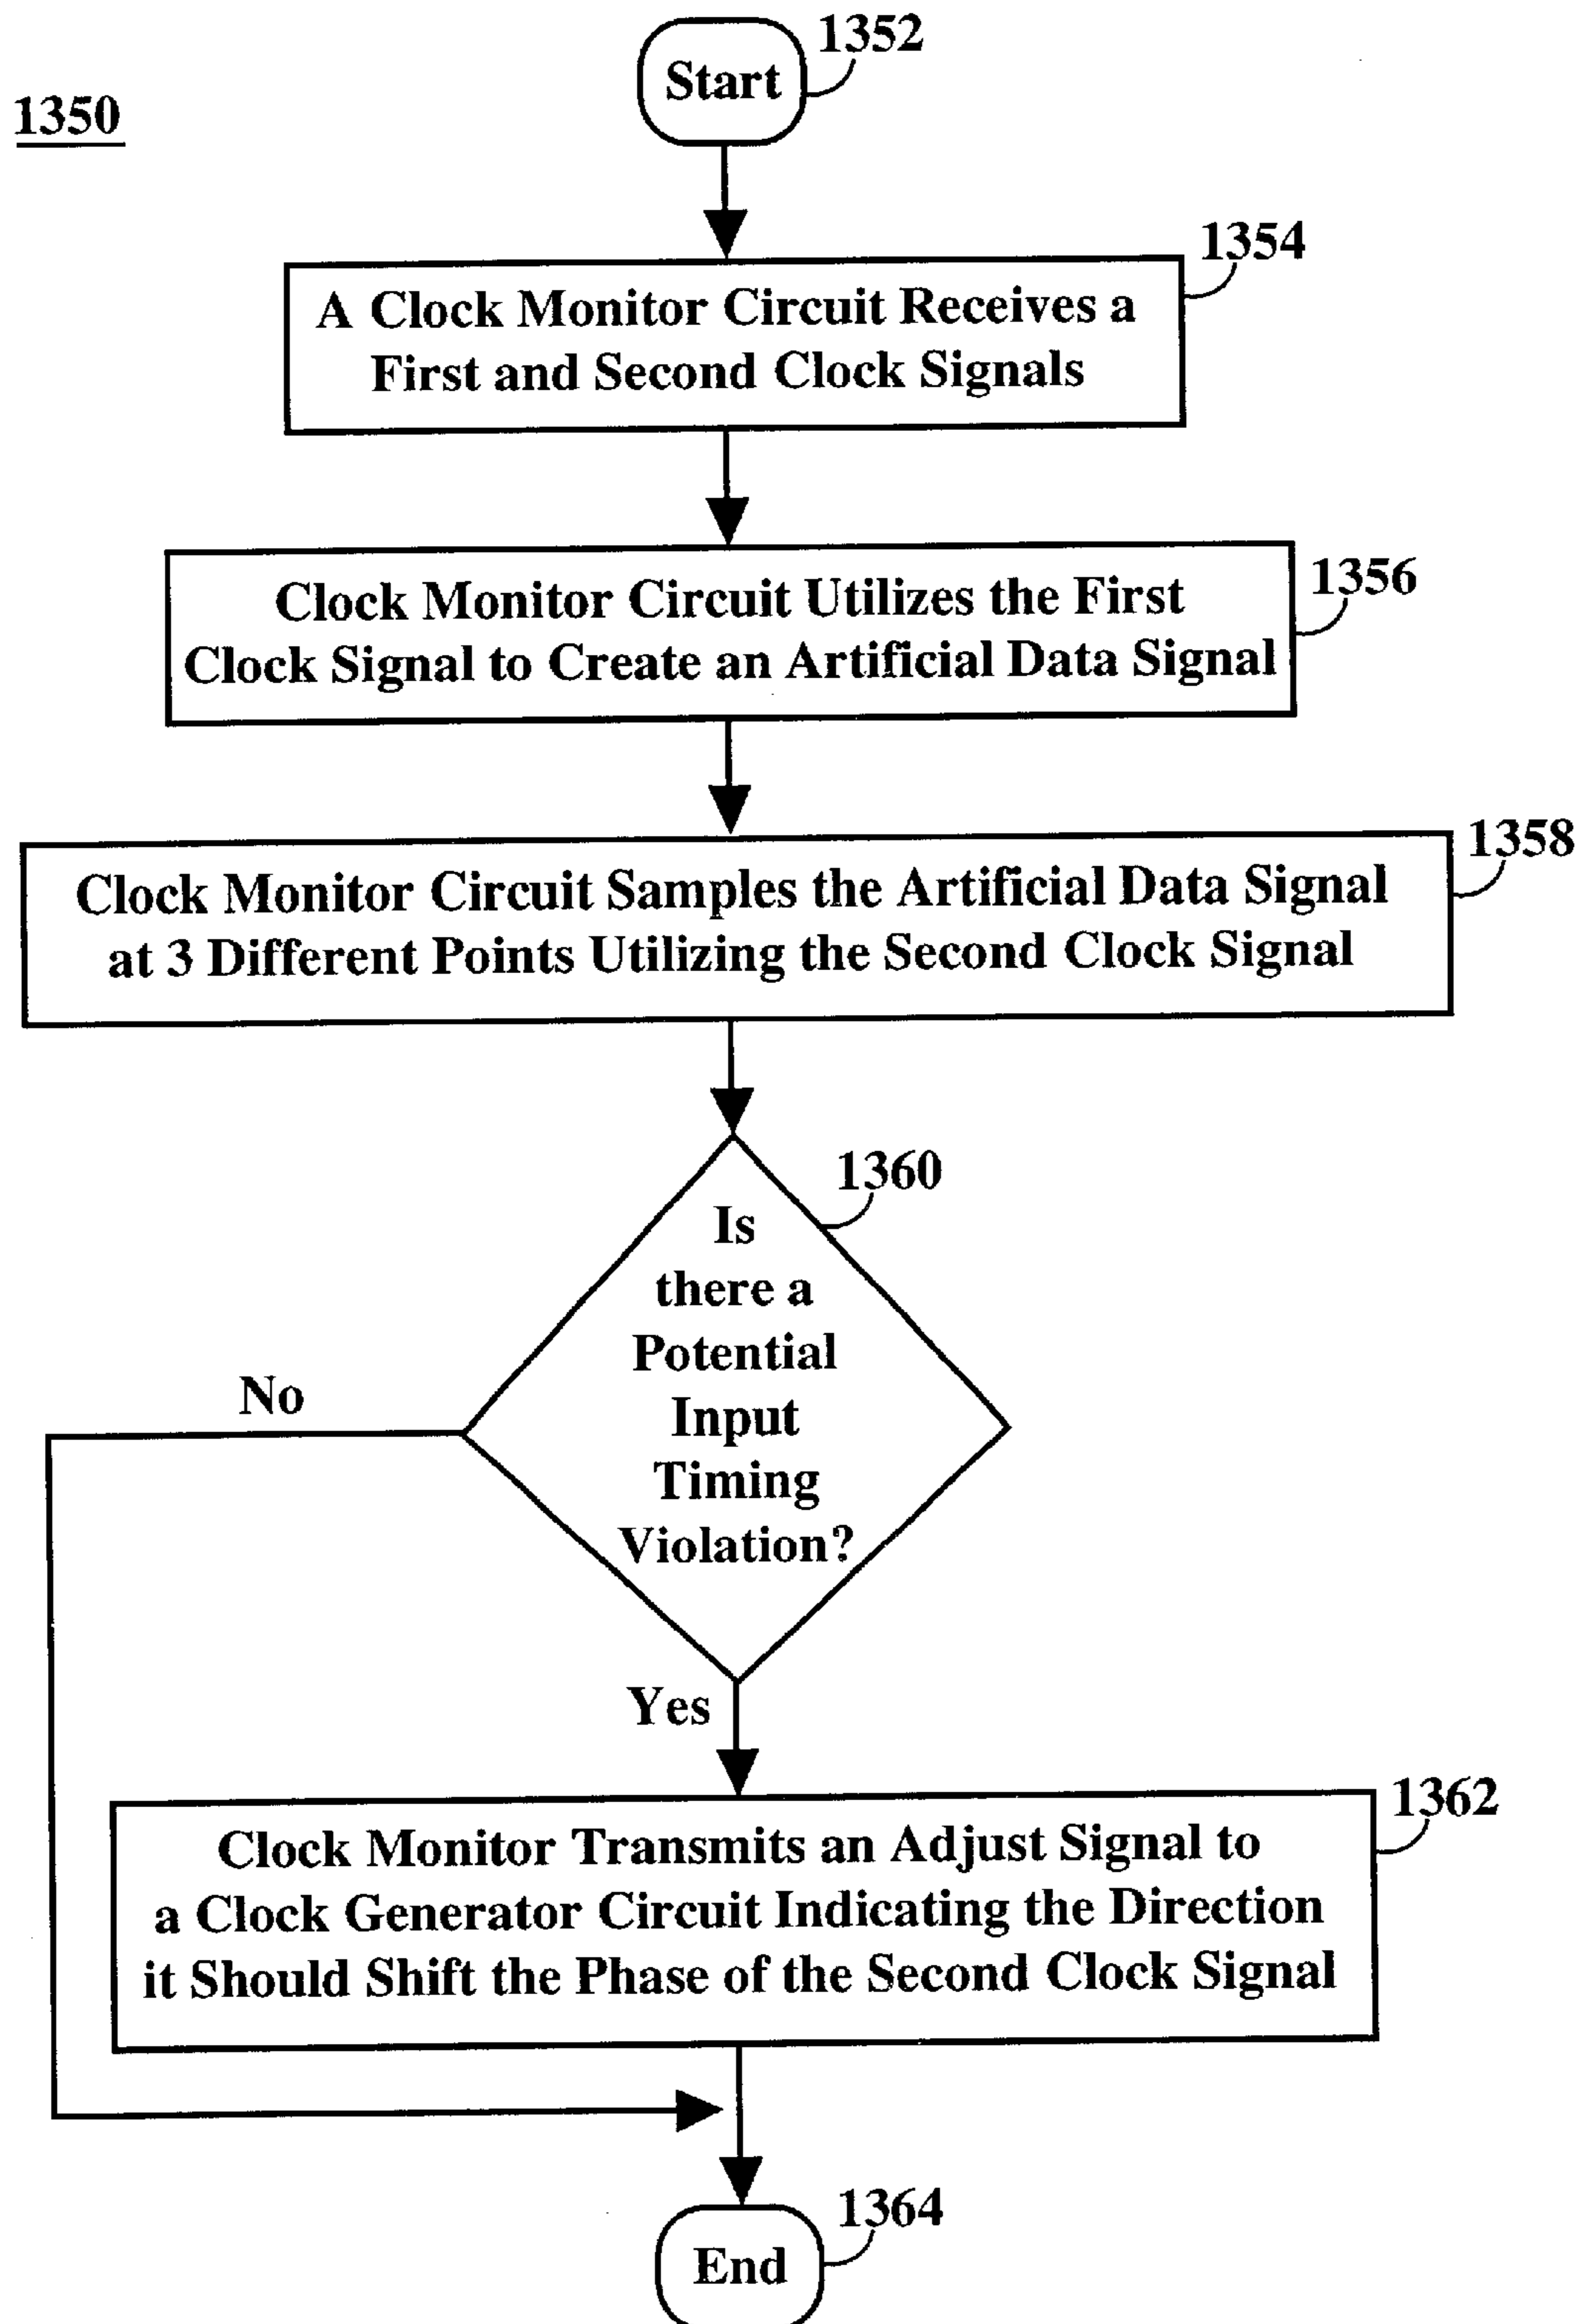 1350
Start
1352
1354
A Clock Monitor Circuit Receives a
First and Second Clock Signals
1356
Clock Monitor Circuit Utilizes the First
Clock Signal to Create an Artificial Data Signal
1358
Clock Monitor Circuit Samples the Artificial Data Signal
at 3 Different Points Utilizing the Second Clock Signal
1360
Is
there a
Potential
Input
Timing
Violation?
No
Yes
1362
Clock Monitor Transmits an Adjust Signal to
a Clock Generator Circuit Indicating the Direction
it Should Shift the Phase of the Second Clock Signal
1364
End